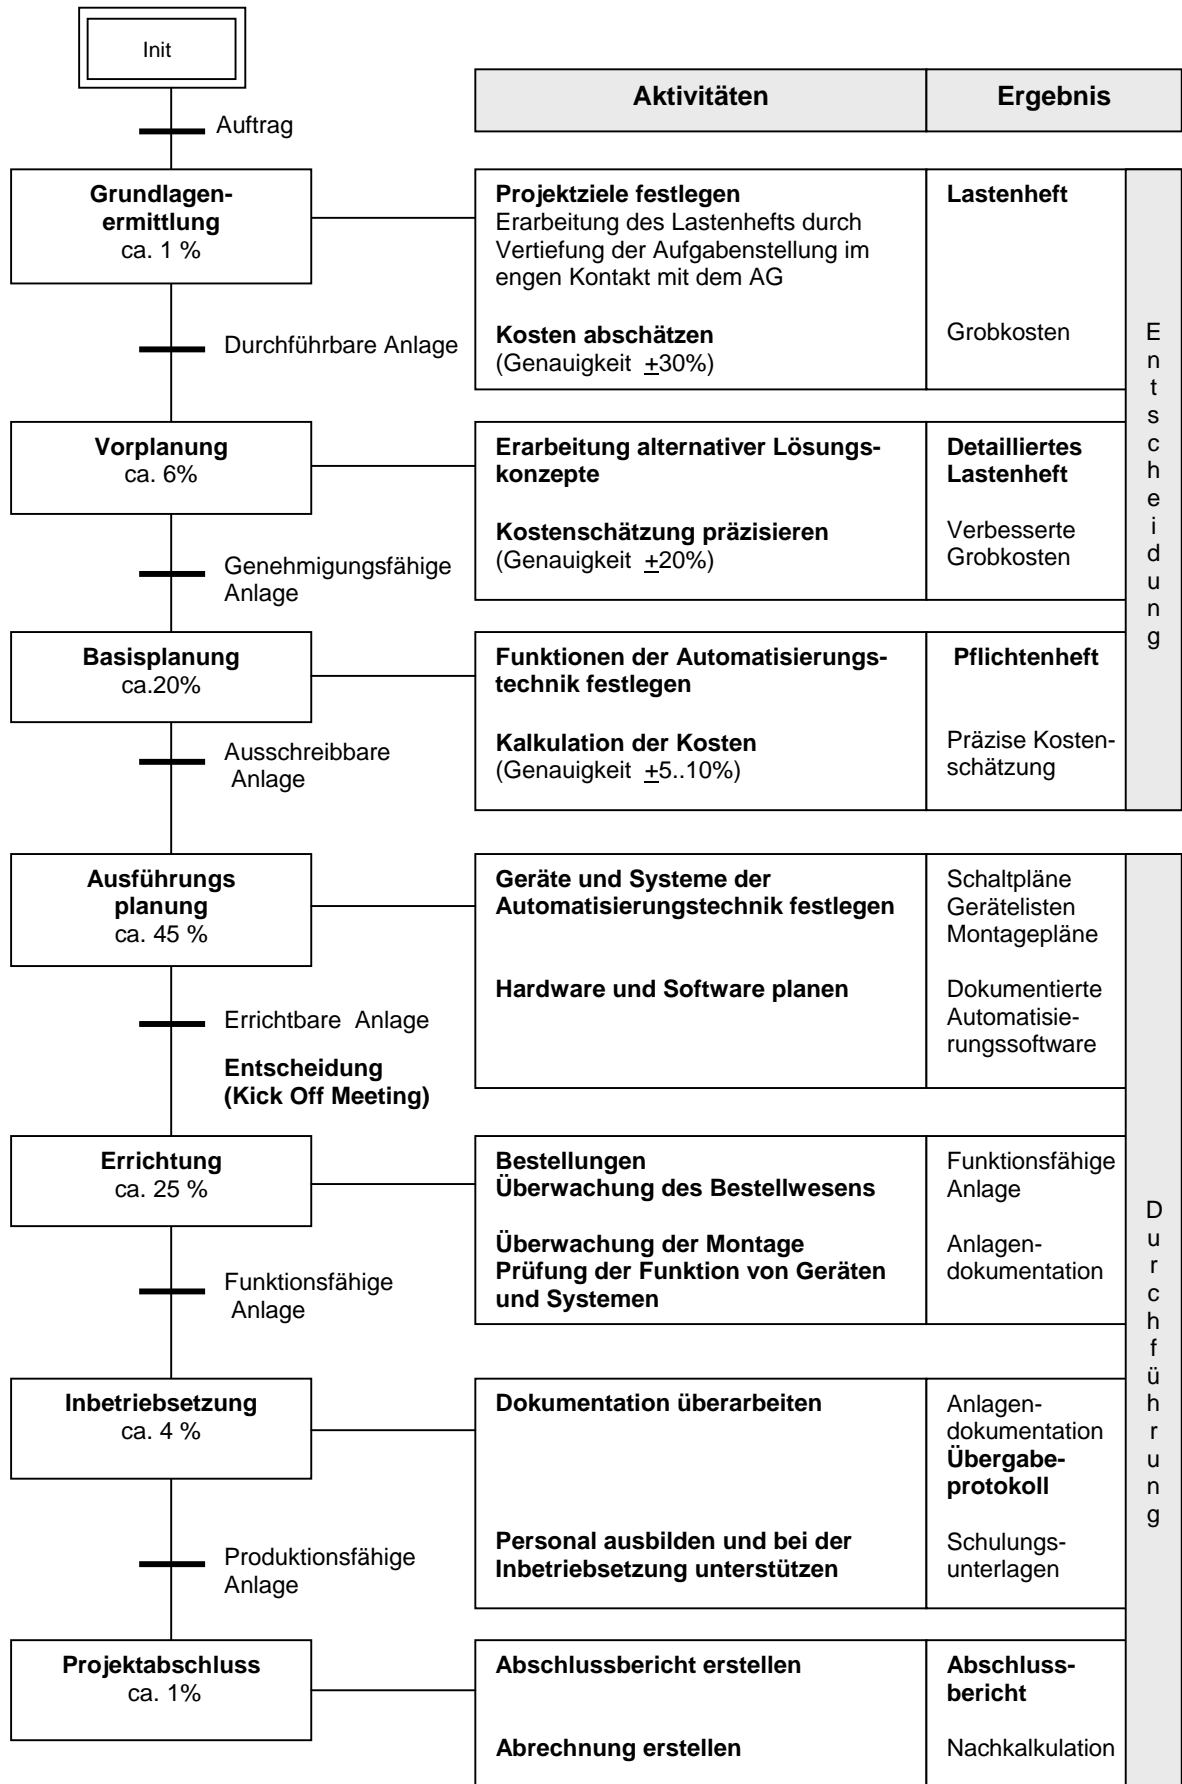 Init
Aktivitäten Ergebnis
Auftrag
Grundlagen-
ermittlung
ca. 1 %
Projektziele festlegen
Erarbeitung des Lastenhefts durch
Vertiefung der Aufgabenstellung im
engen Kontakt mit dem AG
Lastenheft
Kosten abschätzen
(Genauigkeit +30%)
Grobkosten
Durchführbare Anlage
Vorplanung
ca. 6%
Erarbeitung alternativer Lösungs-
konzepte
Detailliertes
Lastenheft
Kostenschätzung präzisieren
(Genauigkeit +20%)
Verbesserte
Grobkosten
Genehmigungsfähige
Anlage
Basisplanung
ca.20%
Funktionen der Automatisierungs-
technik festlegen
Pflichtenheft
Kalkulation der Kosten
(Genauigkeit +5..10%)
Präzise Kosten-
schätzung
Ausschreibbare
Anlage
Entscheidung
Ausführungs
planung
ca. 45 %
Geräte und Systeme der
Automatisierungstechnik festlegen
Schaltpläne
Gerätelisten
Montagepläne
Hardware und Software planen
Dokumentierte
Automatisie-
rungssoftware
Errichtbare Anlage
Entscheidung
(Kick Off Meeting)
Errichtung
ca. 25 %
Bestellungen
Überwachung des Bestellwesens
Funktionsfähige
Anlage
Überwachung der Montage
Prüfung der Funktion von Geräten
und Systemen
Anlagen-
dokumentation
Funktionsfähige
Anlage
Inbetriebsetzung
ca. 4 %
Dokumentation überarbeiten
Anlagen-
dokumentation
Übergabe-
protokoll
Personal ausbilden und bei der
Inbetriebsetzung unterstützen
Schulungs-
unterlagen
Produktionsfähige
Anlage
Projektabschluss
ca. 1%
Abschlussbericht erstellen
Abschluss-
bericht
Abrechnung erstellen
Nachkalkulation
Durchführung